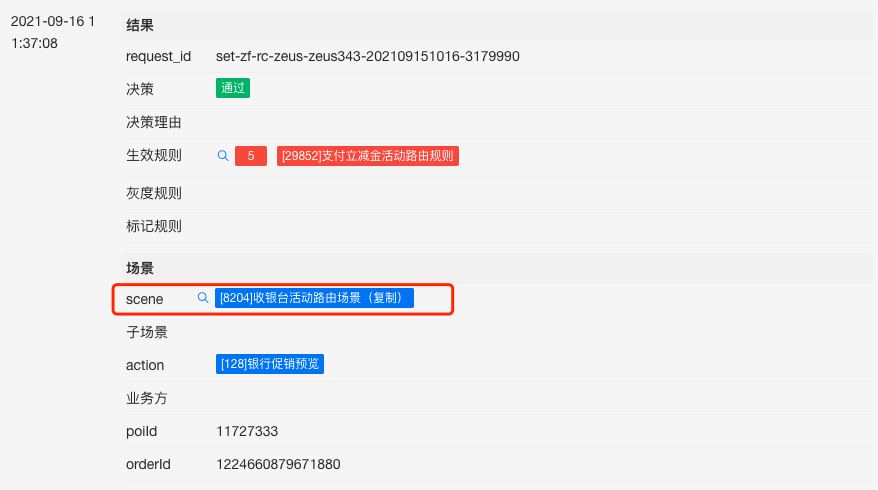 2021-09-16 1
1:37:08
结果
request_id set-zf-rc-zeus-zeus343-202109151016-3179990
决策 通过
决策理由
生效规则 5 [29852]支付立减金活动路由规则
灰度规则
标记规则
场景
scene [8204]收银台活动路由场景（复制）
子场景
action [128]银行促销预览
业务方
poiId 11727333
orderId 1224660879671880